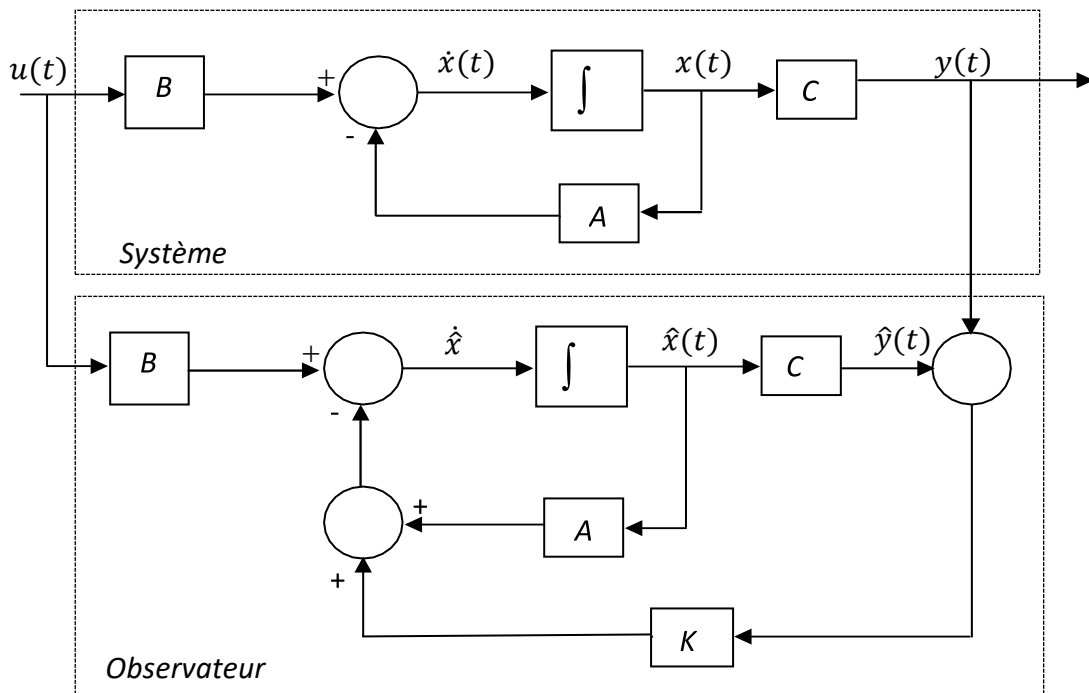 u(t)
B
+
-
ẋ(t)
∫
x(t)
C
y(t)
A
Système
B
+
-
x̂̇
∫
x̂(t)
C
ŷ(t)
+
A
+
K
Observateur